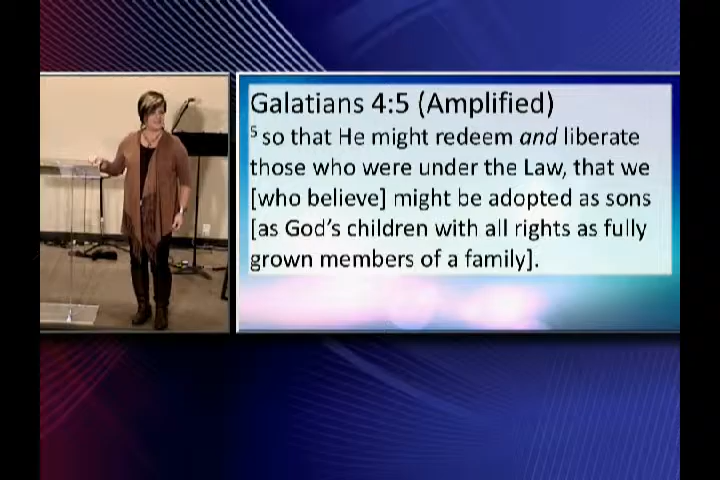 Galatians 4:5 (Amplified)
5 so that He might redeem and liberate
those who were under the Law, that we
[who believe] might be adopted as sons
[as God’s children with all rights as fully
grown members of a family].